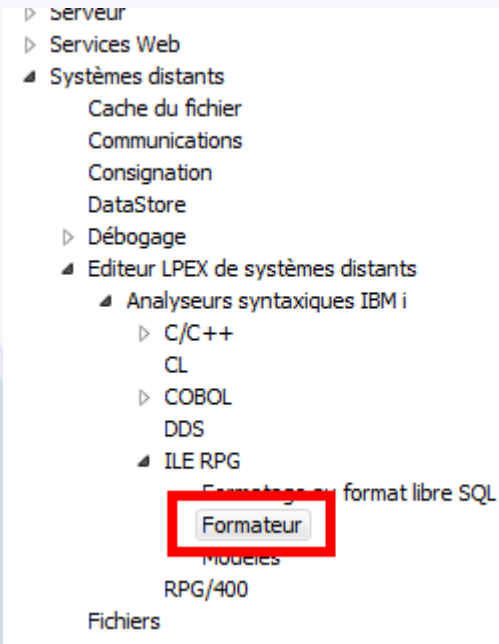 Serveur
Services Web
Systèmes distants
Cache du fichier
Communications
Consignation
DataStore
Débogage
Editeur LPEX de systèmes distants
Analyseurs syntaxiques IBM i
C/C++
CL
COBOL
DDS
ILE RPG
Formatage au format libre SQL
Formateur
Modèles
RPG/400
Fichiers